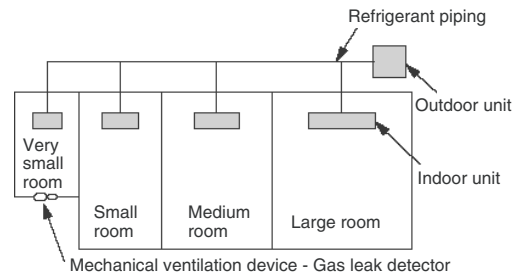 Refrigerant piping
Outdoor unit
Indoor unit
Very
small
room
Small
room
Medium
room
Large room
Mechanical ventilation device - Gas leak detector